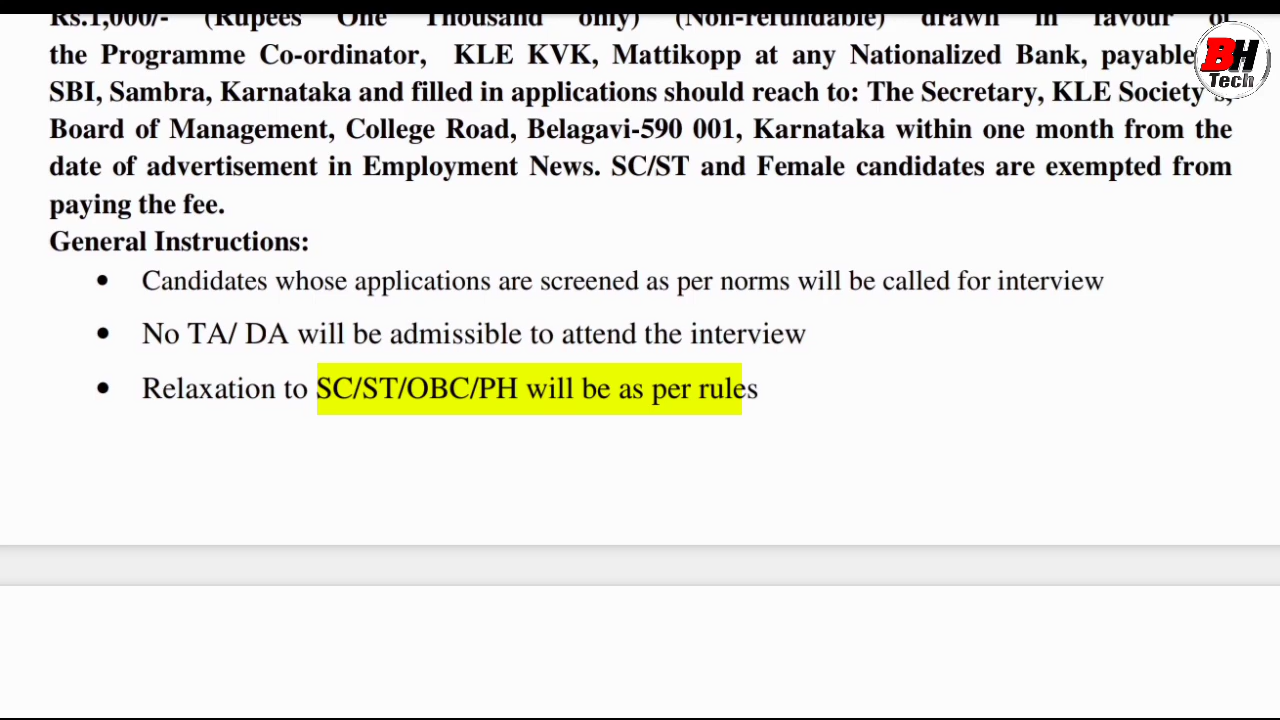 Rs.1,000/- (Rupees One Thousand only) (Non-refundable) drawn in favour of
the Programme Co-ordinator, KLE KVK, Mattikopp at any Nationalized Bank, payable
SBI, Sambra, Karnataka and filled in applications should reach to: The Secretary, KLE Society's,
Board of Management, College Road, Belagavi-590 001, Karnataka within one month from the
date of advertisement in Employment News. SC/ST and Female candidates are exempted from
paying the fee.
General Instructions:
• Candidates whose applications are screened as per norms will be called for interview
• No TA/ DA will be admissible to attend the interview
• Relaxation to SC/ST/OBC/PH will be as per rules
BH
Tech